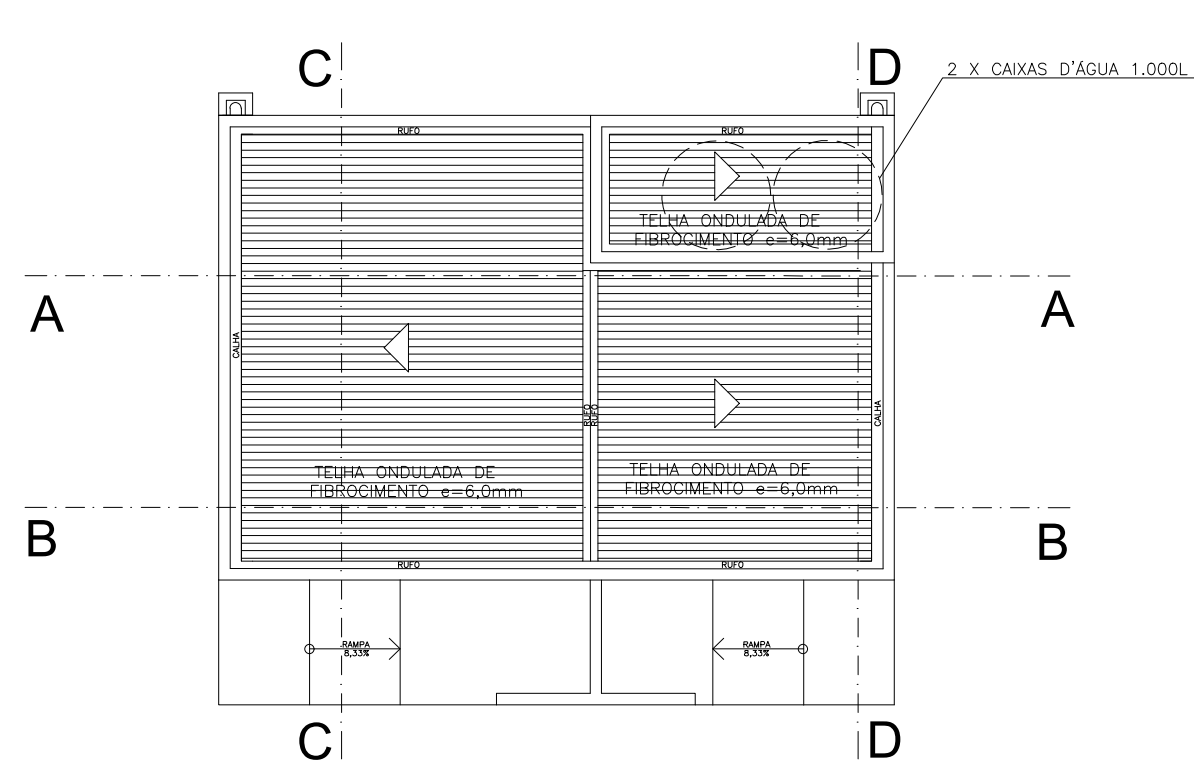 C
D
2 X CAIXAS D'ÁGUA 1.000L
RUFO
RUFO
TELHA ONDULADA DE
FIBROCIMENTO e=6,0mm
A
A
CALHA
CALHA
RUFO
RUFO
TELHA ONDULADA DE
FIBROCIMENTO e=6,0mm
TELHA ONDULADA DE
FIBROCIMENTO e=6,0mm
B
B
RUFO
RUFO
RAMPA
8,33%
RAMPA
8,33%
C
D